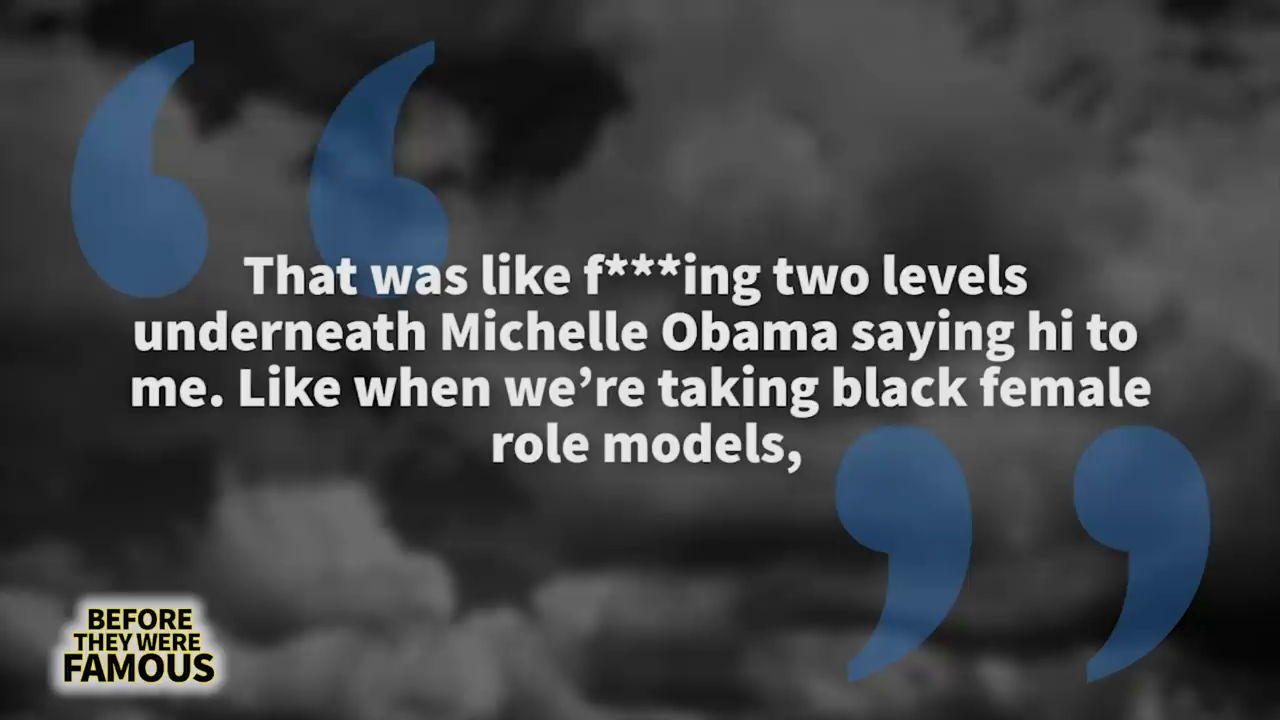 That was like f***ing two levels
underneath Michelle Obama saying hi to
me. Like when we’re taking black female
role models,
BEFORE
THEY WERE
FAMOUS